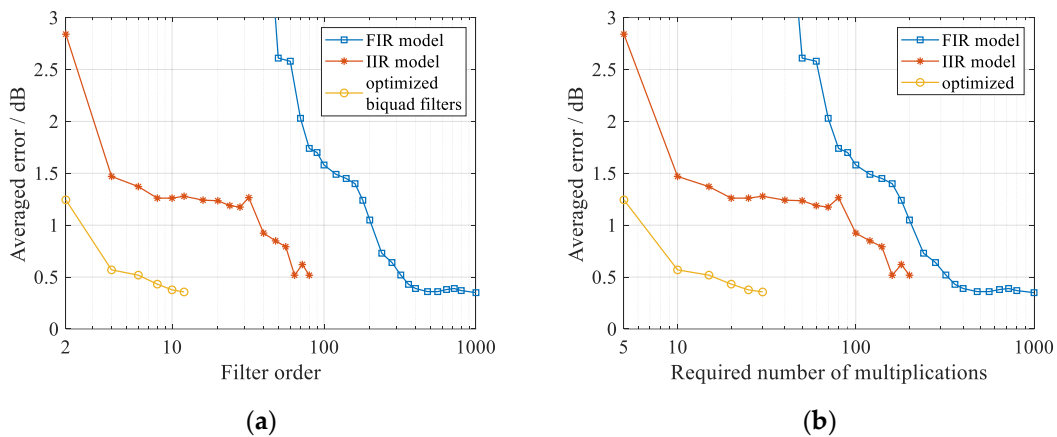 3
2.5
2
1.5
1
0.5
0
Averaged error / dB
FIR model
IIR model
optimized
biquad filters
2
10
100
1000
Filter order
(a)
3
2.5
2
1.5
1
0.5
0
Averaged error / dB
FIR model
IIR model
optimized
5
10
100
1000
Required number of multiplications
(b)